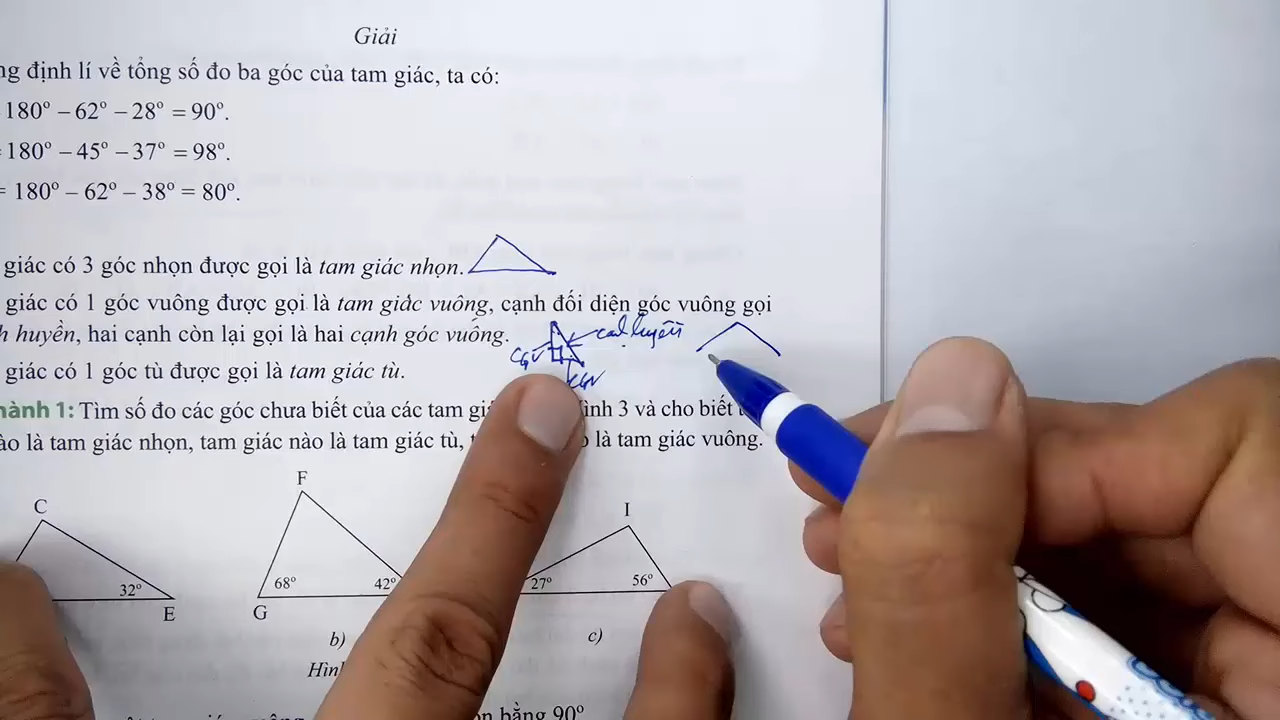 Giải
ng định lí về tổng số đo ba góc của tam giác, ta có:
180° – 62° – 28° = 90°.
= 180° – 45° – 37° = 98°.
= 180° – 62° – 38° = 80°.
giác có 3 góc nhọn được gọi là tam giác nhọn.
giác có 1 góc vuông được gọi là tam giác vuông, cạnh đối diện góc vuông gọi
h huyền, hai cạnh còn lại gọi là hai cạnh góc vuông.
cạnh huyền
CGV
CGV
giác có 1 góc tù được gọi là tam giác tù.
hành 1: Tìm số đo các góc chưa biết của các tam gi ình 3 và cho biết
ào là tam giác nhọn, tam giác nào là tam giác tù, là tam giác vuông.
C
F
I
32°
68°
42°
27°
56°
E
G
b)
c)
Hìn
bằng 90°